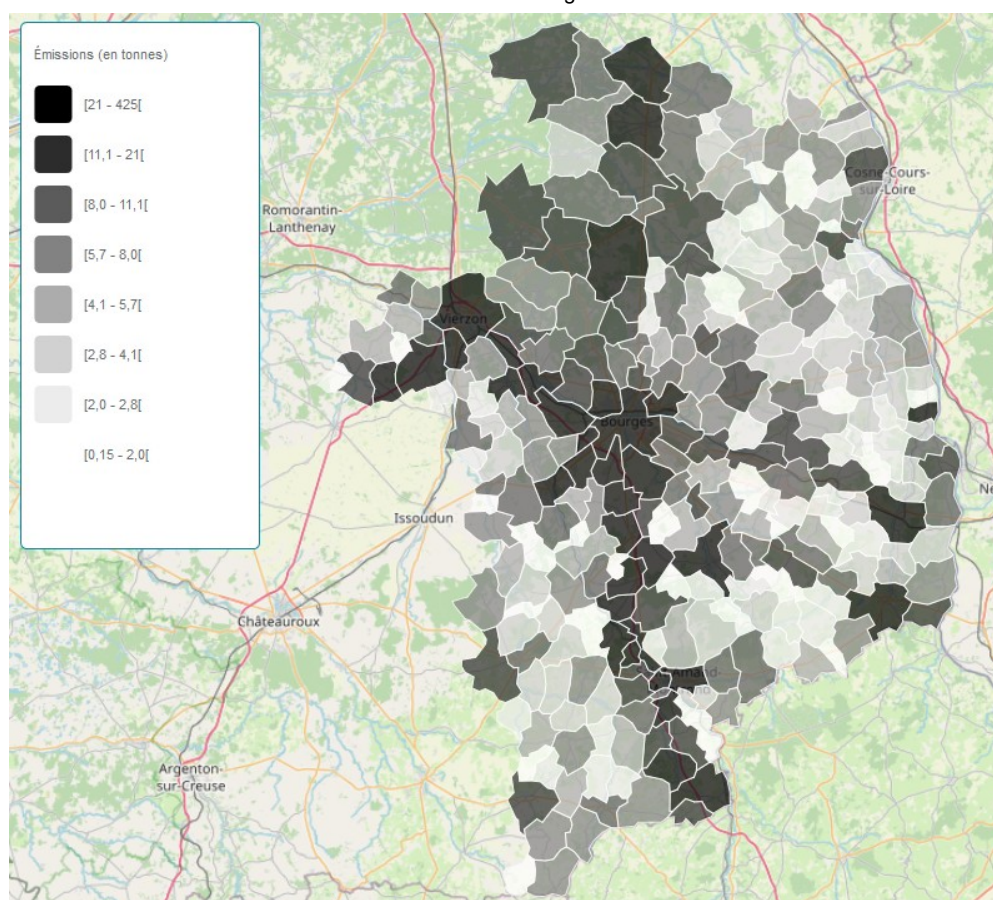 Émissions (en tonnes)
[21 - 425[
[11,1 - 21[
[8,0 - 11,1[
[5,7 - 8,0[
[4,1 - 5,7[
[2,8 - 4,1[
[2,0 - 2,8[
[0,15 - 2,0[
Cosne-Cours-
sur-Loire
Romorantin-
Lanthenay
Vierzon
Bourges
Issoudun
Châteauroux
Argenton-
sur-Creuse